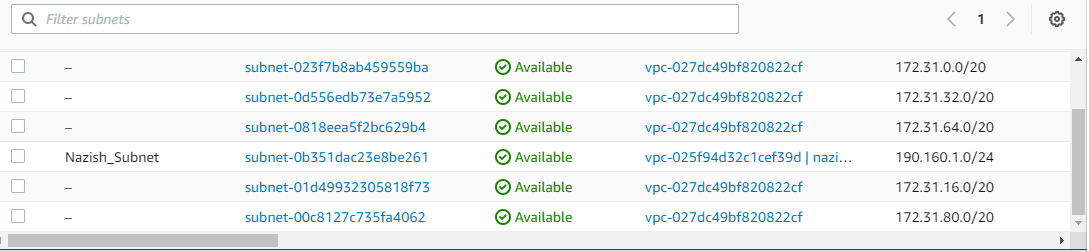 Filter subnets
1
– subnet-023f7b8ab459559ba Available vpc-027dc49bf820822cf 172.31.0.0/20
– subnet-0d556edb73e7a5952 Available vpc-027dc49bf820822cf 172.31.32.0/20
– subnet-0818eea5f2bc629b4 Available vpc-027dc49bf820822cf 172.31.64.0/20
Nazish_Subnet subnet-0b351dac23e8be261 Available vpc-025f94d32c1cef39d | nazi... 190.160.1.0/24
– subnet-01d49932305818f73 Available vpc-027dc49bf820822cf 172.31.16.0/20
– subnet-00c8127c735fa4062 Available vpc-027dc49bf820822cf 172.31.80.0/20